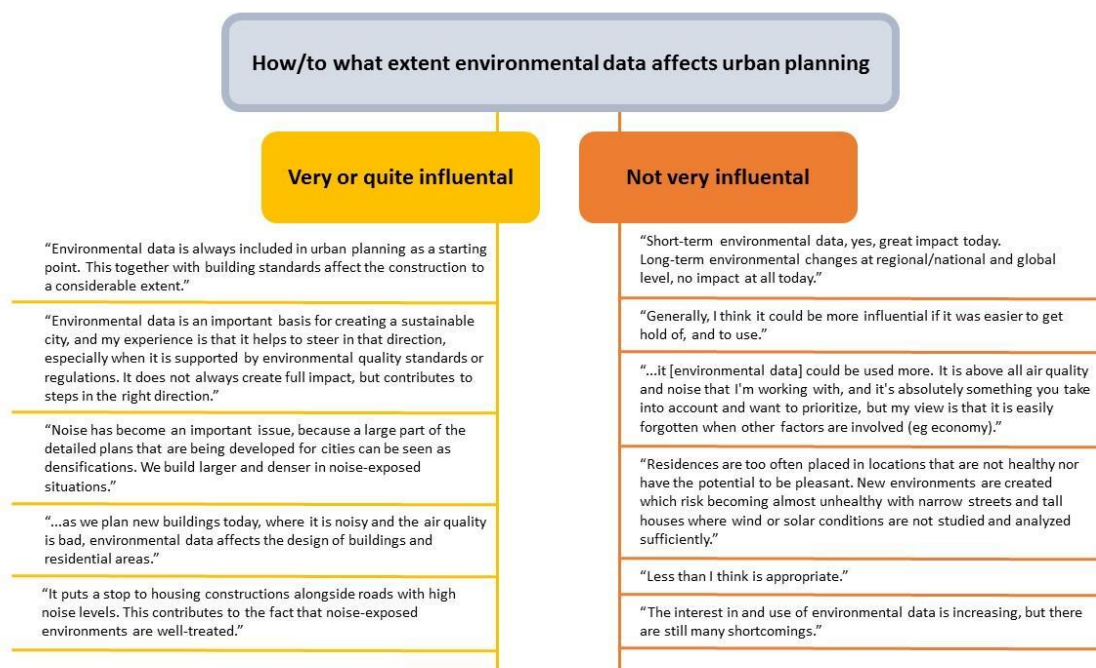 How/to what extent environmental data affects urban planning
Very or quite influental
“Environmental data is always included in urban planning as a starting
point. This together with building standards affect the construction to
a considerable extent.”
“Environmental data is an important basis for creating a sustainable
city, and my experience is that it helps to steer in that direction,
especially when it is supported by environmental quality standards or
regulations. It does not always create full impact, but contributes to
steps in the right direction.”
“Noise has become an important issue, because a large part of the
detailed plans that are being developed for cities can be seen as
densifications. We build larger and denser in noise-exposed
situations.”
“...as we plan new buildings today, where it is noisy and the air quality
is bad, environmental data affects the design of buildings and
residential areas.”
“It puts a stop to housing constructions alongside roads with high
noise levels. This contributes to the fact that noise-exposed
environments are well-treated.”
Not very influental
“Short-term environmental data, yes, great impact today.
Long-term environmental changes at regional/national and global
level, no impact at all today.”
“Generally, I think it could be more influential if it was easier to get
hold of, and to use.”
“...it [environmental data] could be used more. It is above all air quality
and noise that I'm working with, and it's absolutely something you take
into account and want to prioritize, but my view is that it is easily
forgotten when other factors are involved (eg economy).”
“Residences are too often placed in locations that are not healthy nor
have the potential to be pleasant. New environments are created
which risk becoming almost unhealthy with narrow streets and tall
houses where wind or solar conditions are not studied and analyzed
sufficiently.”
“Less than I think is appropriate.”
“The interest in and use of environmental data is increasing, but there
are still many shortcomings.”